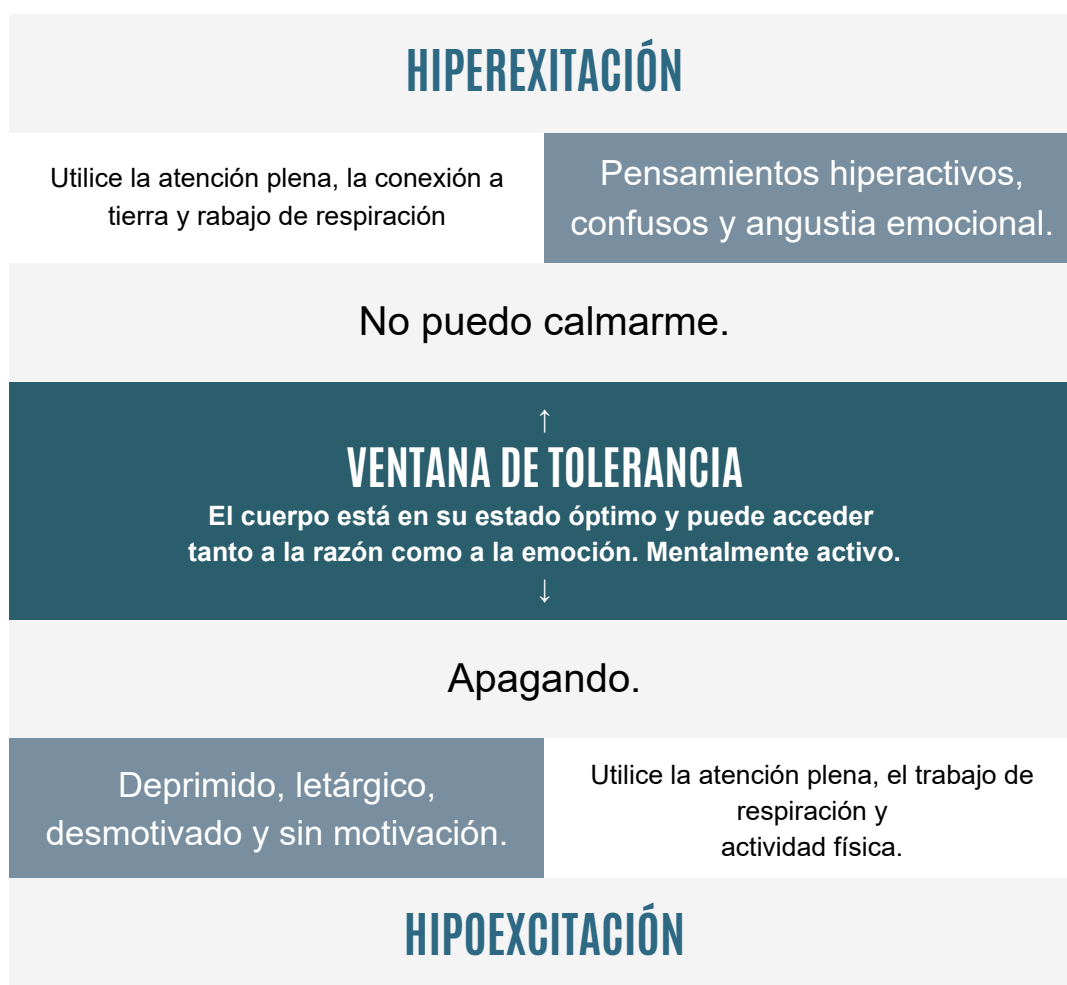 HIPEREXITACIÓN
Utilice la atención plena, la conexión a
tierra y rabajo de respiración
Pensamientos hiperactivos,
confusos y angustia emocional.
No puedo calmarme.
↑
VENTANA DE TOLERANCIA
El cuerpo está en su estado óptimo y puede acceder
tanto a la razón como a la emoción. Mentalmente activo.
↓
Apagando.
Deprimido, letárgico,
desmotivado y sin motivación.
Utilice la atención plena, el trabajo de
respiración y
actividad física.
HIPOEXCITACIÓN